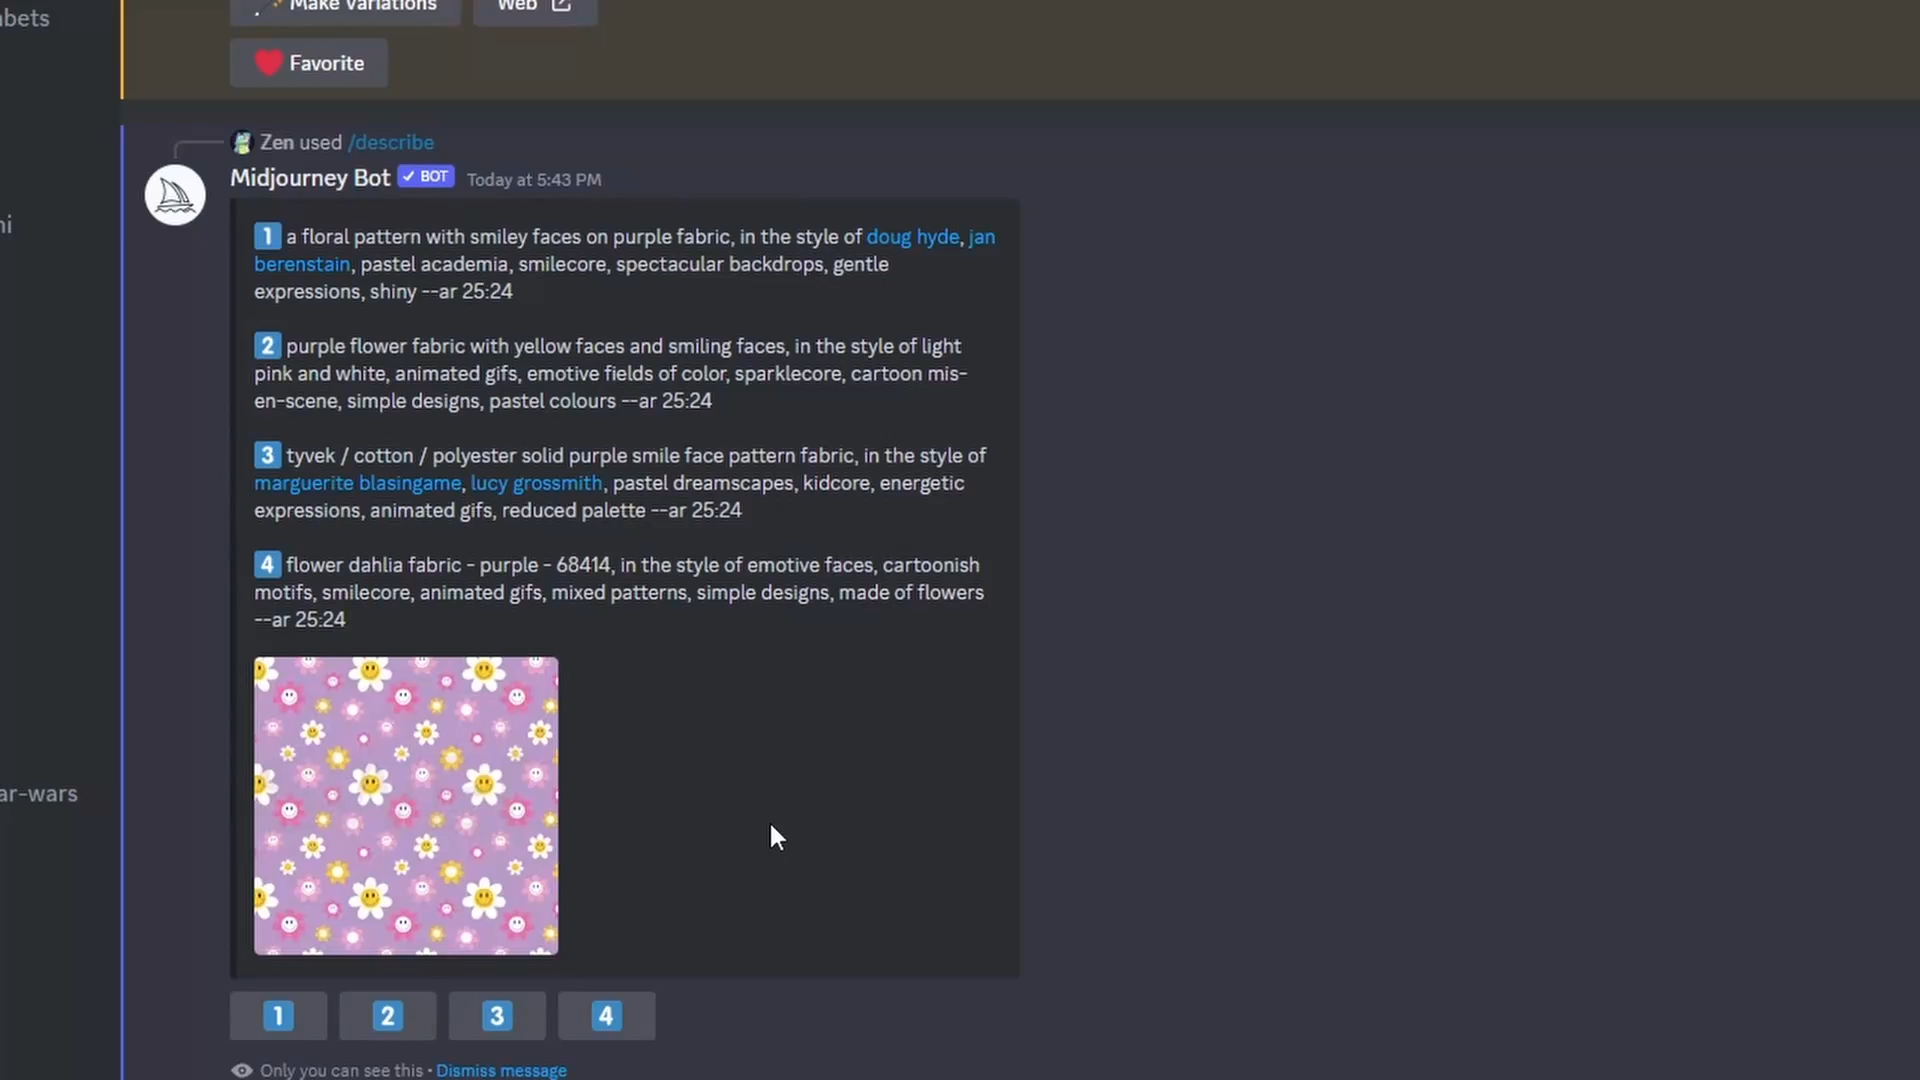 Make Variations
Web
abets
Favorite
Zen used /describe
Midjourney Bot ✓ BOT Today at 5:43 PM
ni
1 a floral pattern with smiley faces on purple fabric, in the style of doug hyde, jan
berenstain, pastel academia, smilecore, spectacular backdrops, gentle
expressions, shiny --ar 25:24
2 purple flower fabric with yellow faces and smiling faces, in the style of light
pink and white, animated gifs, emotive fields of color, sparklecore, cartoon mis-
en-scene, simple designs, pastel colours --ar 25:24
3 tyvek / cotton / polyester solid purple smile face pattern fabric, in the style of
marguerite blasingame, lucy grossmith, pastel dreamscapes, kidcore, energetic
expressions, animated gifs, reduced palette --ar 25:24
4 flower dahlia fabric - purple - 68414, in the style of emotive faces, cartoonish
motifs, smilecore, animated gifs, mixed patterns, simple designs, made of flowers
--ar 25:24
ar-wars
1 2 3 4
Only you can see this • Dismiss message